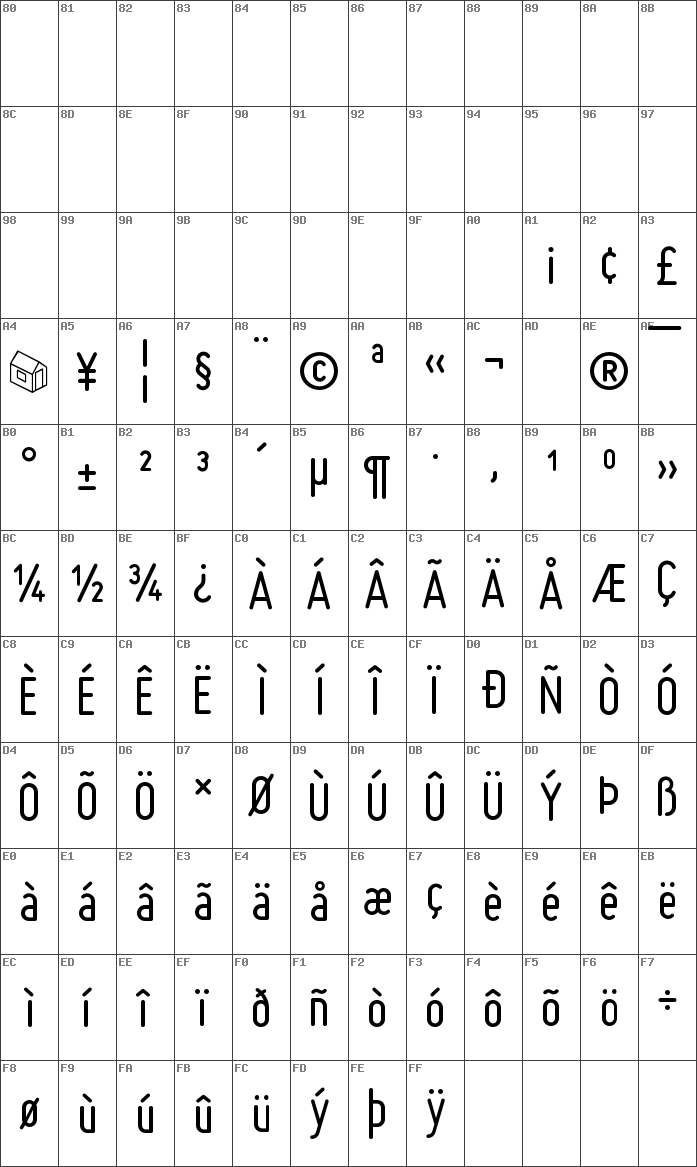 80 81 82 83 84 85 86 87 88 89 8A 8B
8C 8D 8E 8F 90 91 92 93 94 95 96 97
98 99 9A 9B 9C 9D 9E 9F A0 A1 A2 A3
¡ ¢ £
A4 A5 A6 A7 A8 A9 AA AB AC AD AE AF
¥ ¦ § ¨ © ª « ¬ ® ¯
B0 B1 B2 B3 B4 B5 B6 B7 B8 B9 BA BB
° ± ² ³ ´ µ ¶ · ¸ ¹ º »
BC BD BE BF C0 C1 C2 C3 C4 C5 C6 C7
¼ ½ ¾ ¿ À Á Â Ã Ä Å Æ Ç
C8 C9 CA CB CC CD CE CF D0 D1 D2 D3
È É Ê Ë Ì Í Î Ï Ð Ñ Ò Ó
D4 D5 D6 D7 D8 D9 DA DB DC DD DE DF
Ô Õ Ö × Ø Ù Ú Û Ü Ý Þ ß
E0 E1 E2 E3 E4 E5 E6 E7 E8 E9 EA EB
à á â ã ä å æ ç è é ê ë
EC ED EE EF F0 F1 F2 F3 F4 F5 F6 F7
ì í î ï ð ñ ò ó ô õ ö ÷
F8 F9 FA FB FC FD FE FF
ø ù ú û ü ý þ ÿ